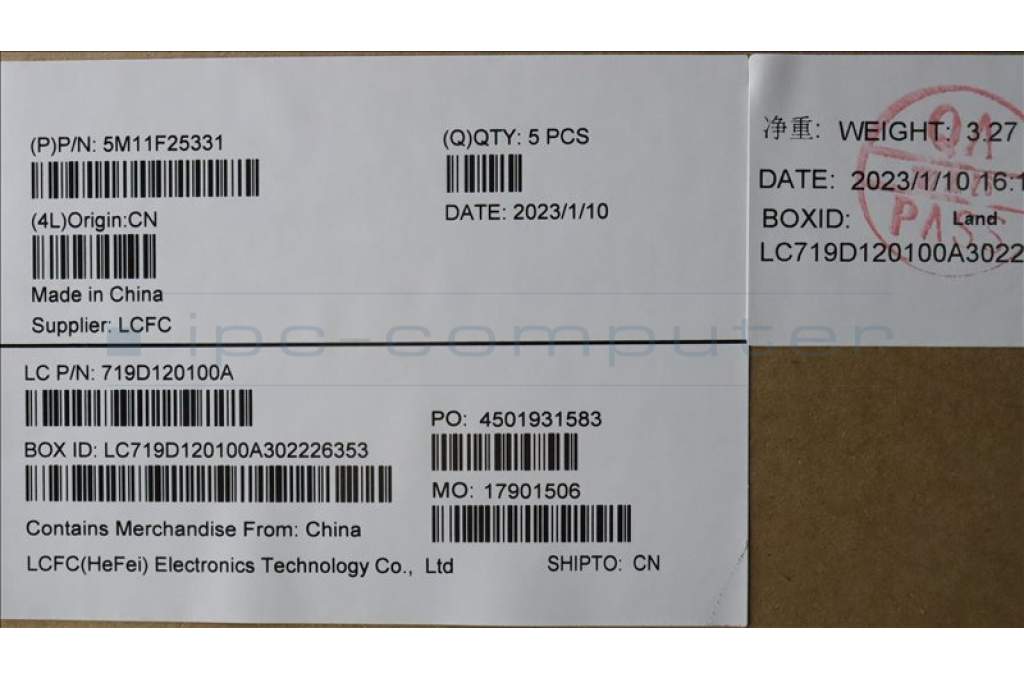 (P)P/N: 5M11F25331
(Q)QTY: 5 PCS
(4L)Origin:CN
DATE: 2023/1/10
Made in China
Supplier: LCFC
LC P/N: 719D120100A
PO: 4501931583
BOX ID: LC719D120100A302226353
MO: 17901506
Contains Merchandise From: China
LCFC(HeFei) Electronics Technology Co., Ltd
SHIPTO: CN
净重: WEIGHT: 3.27
DATE: 2023/1/10 16:1
BOXID: Land
LC719D120100A3022
PASS
ipc-computer